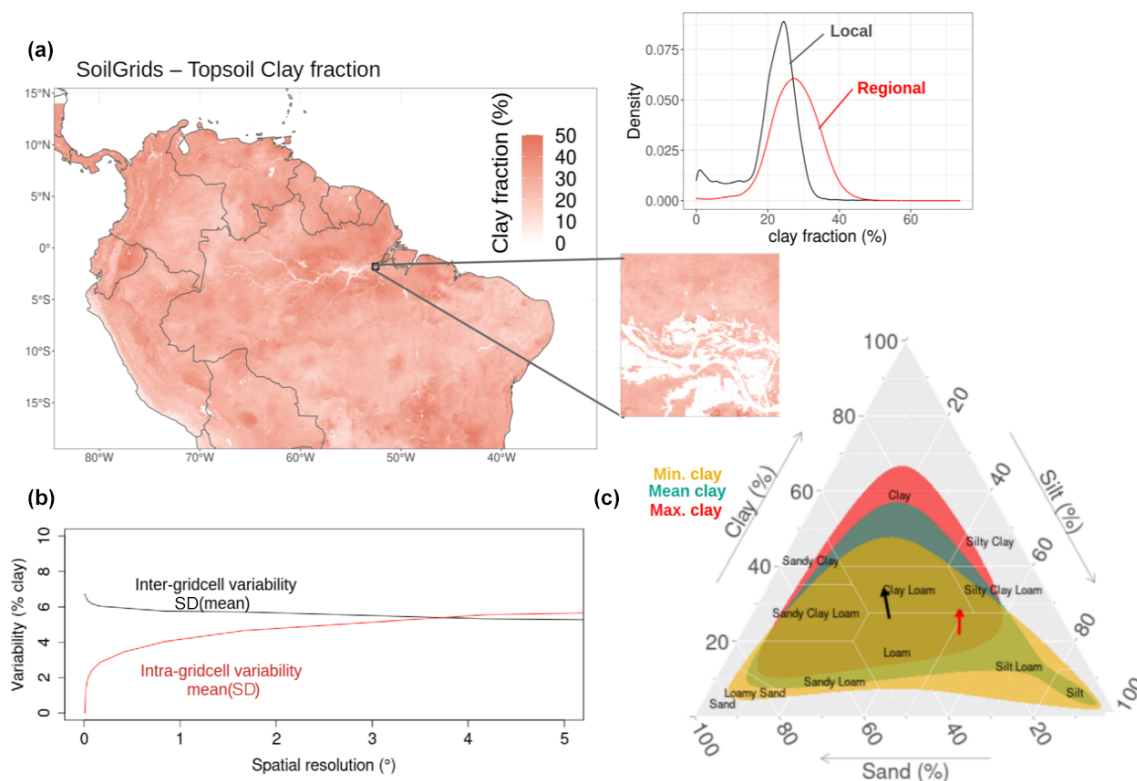 (a)
SoilGrids – Topsoil Clay fraction
15°N
10°N
5°N
0°
5°S
10°S
15°S
80°W
70°W
60°W
50°W
40°W
Clay fraction (%)
50
40
30
20
10
0
Density
0.075
0.050
0.025
0.000
Local
Regional
0
20
40
60
clay fraction (%)
(b)
Variability (% clay)
10
8
6
4
2
0
Inter-gridcell variability
SD(mean)
Intra-gridcell variability
mean(SD)
0
1
2
3
4
5
Spatial resolution (°)
(c)
Min. clay
Mean clay
Max. clay
Clay (%)
Silt (%)
Sand (%)
100
80
60
40
20
20
40
60
80
100
100
80
60
40
20
Clay
Silty Clay
Sandy Clay
Clay Loam
Silty Clay Loam
Sandy Clay Loam
Loam
Silt Loam
Sandy Loam
Loamy Sand
Silt
Sand